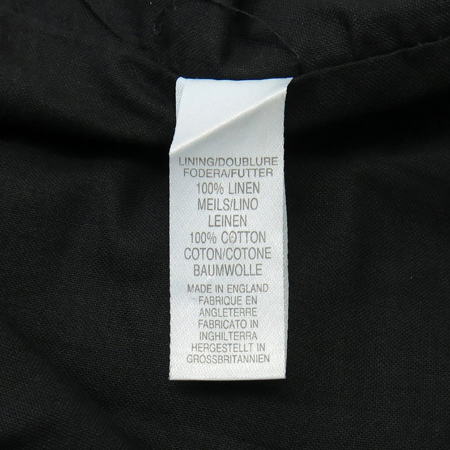 LINING/DOUBLURE
FODERA/FUTTER
100% LINEN
MEILS/LINO
LEINEN
100% COTTON
COTON/COTONE
BAUMWOLLE
MADE IN ENGLAND
FABRIQUE EN
ANGLETERRE
FABRICATO IN
INGHILTERRA
HERGESTELLT IN
GROSSBRITANNIEN